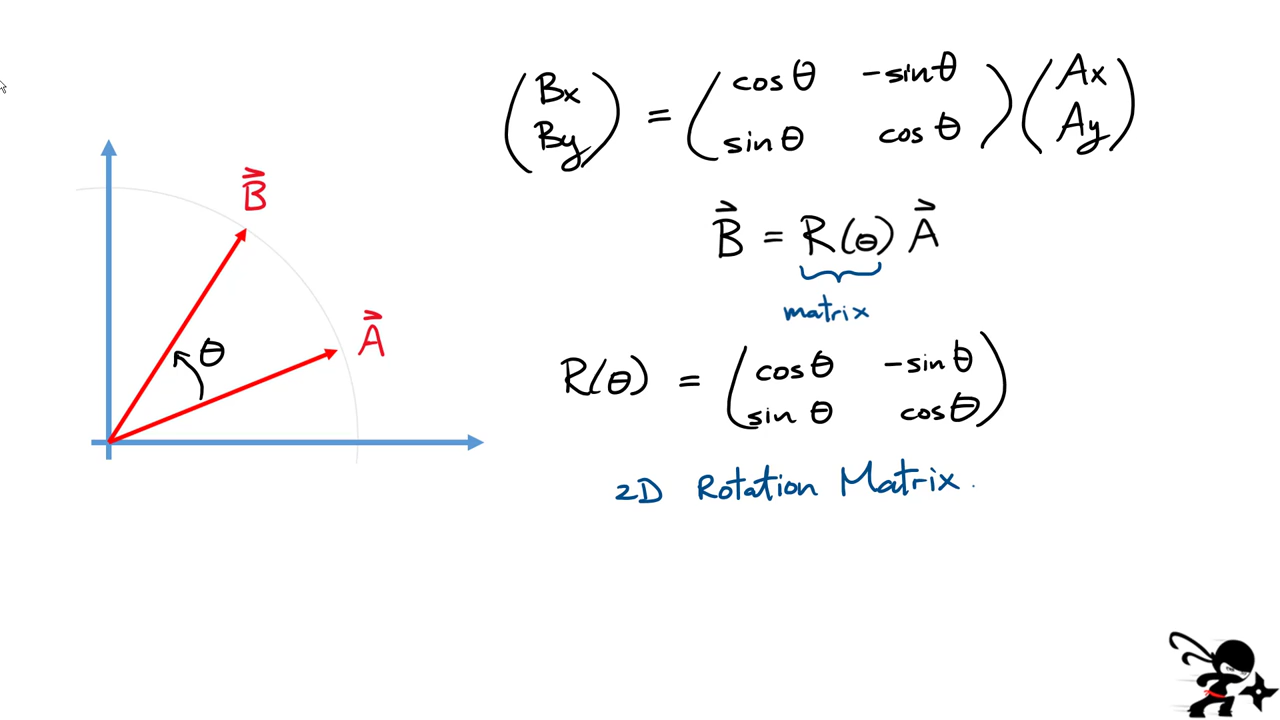 (Bx By) = (cos θ -sin θ sin θ cos θ) (Ax Ay)
B⃗ = R(θ) A⃗
matrix
R(θ) = (cos θ -sin θ sin θ cos θ)
2D Rotation Matrix.
B⃗
A⃗
θ